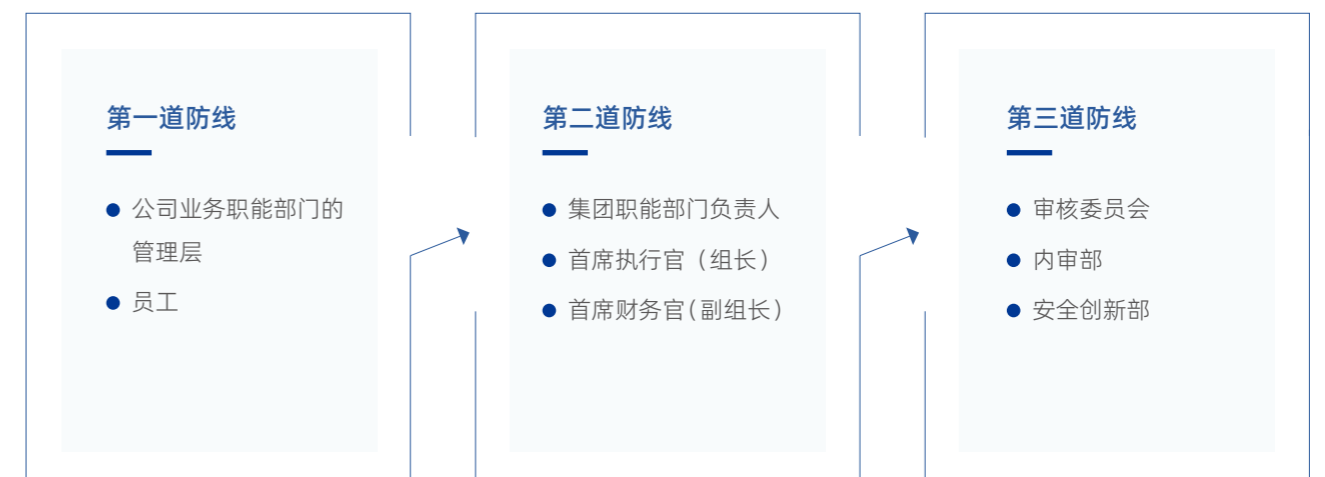 第一道防线
公司业务职能部门的
管理层
员工
第二道防线
集团职能部门负责人
首席执行官（组长）
首席财务官(副组长)
第三道防线
审核委员会
内审部
安全创新部